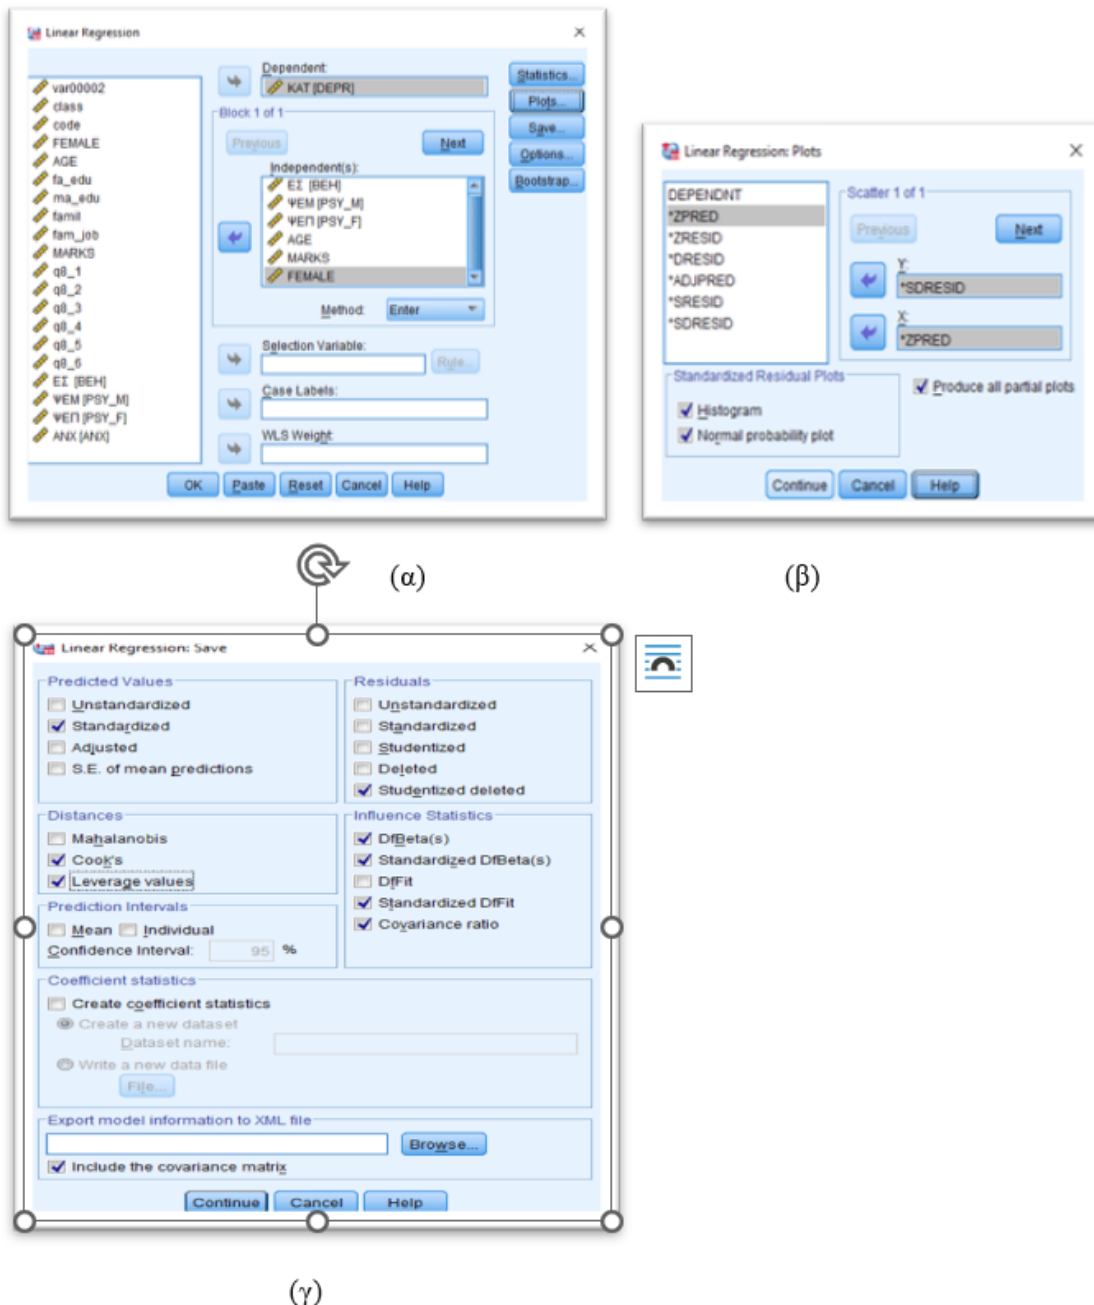 Linear Regression
var00002
class
code
FEMALE
AGE
fa_edu
ma_edu
famil
fam_job
MARKS
q8_1
q8_2
q8_3
q8_4
q8_5
q8_6
ΕΣ [BEH]
ΨΕΜ [PSY_M]
ΨΕΠ [PSY_F]
ANX [ANX]
Dependent:
KAT [DEPR]
Block 1 of 1
Previous
Next
Independent(s):
ΕΣ [BEH]
ΨΕΜ [PSY_M]
ΨΕΠ [PSY_F]
AGE
MARKS
FEMALE
Method:
Enter
Selection Variable:
Rule...
Case Labels:
WLS Weight:
Statistics...
Plots...
Save...
Options...
Bootstrap...
OK
Paste
Reset
Cancel
Help
(α)
Linear Regression: Plots
DEPENDNT
*ZPRED
*ZRESID
*DRESID
*ADJPRED
*SRESID
*SDRESID
Scatter 1 of 1
Previous
Next
Y:
*SDRESID
X:
*ZPRED
Standardized Residual Plots
Histogram
Normal probability plot
Produce all partial plots
Continue
Cancel
Help
(β)
Linear Regression: Save
Predicted Values
Unstandardized
Standardized
Adjusted
S.E. of mean predictions
Residuals
Unstandardized
Standardized
Studentized
Deleted
Studentized deleted
Distances
Mahalanobis
Cook's
Leverage values
Influence Statistics
DfBeta(s)
Standardized DfBeta(s)
DfFit
Standardized DfFit
Covariance ratio
Prediction Intervals
Mean Individual
Confidence Interval: 95 %
Coefficient statistics
Create coefficient statistics
Create a new dataset
Dataset name:
Write a new data file
File...
Export model information to XML file
Browse...
Include the covariance matrix
Continue
Cancel
Help
(γ)